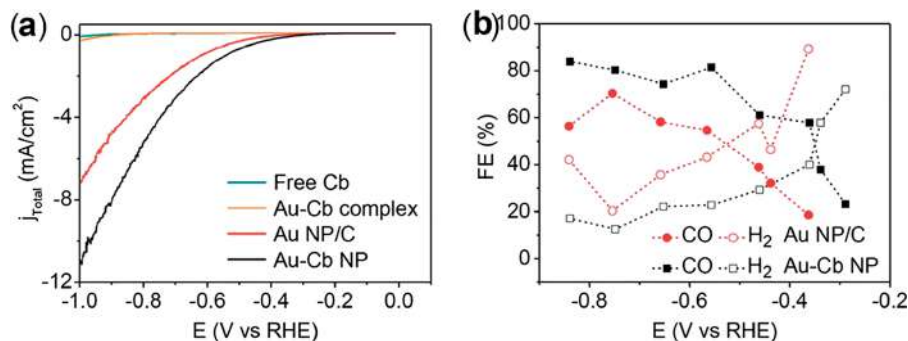 (a)
0
-4
-8
-12
j_Total (mA/cm²)
Free Cb
Au-Cb complex
Au NP/C
Au-Cb NP
-1.0 -0.8 -0.6 -0.4 -0.2 0.0
E (V vs RHE)
(b)
100
80
60
40
20
0
FE (%)
CO H₂ Au NP/C
CO H₂ Au-Cb NP
-0.8 -0.6 -0.4 -0.2
E (V vs RHE)